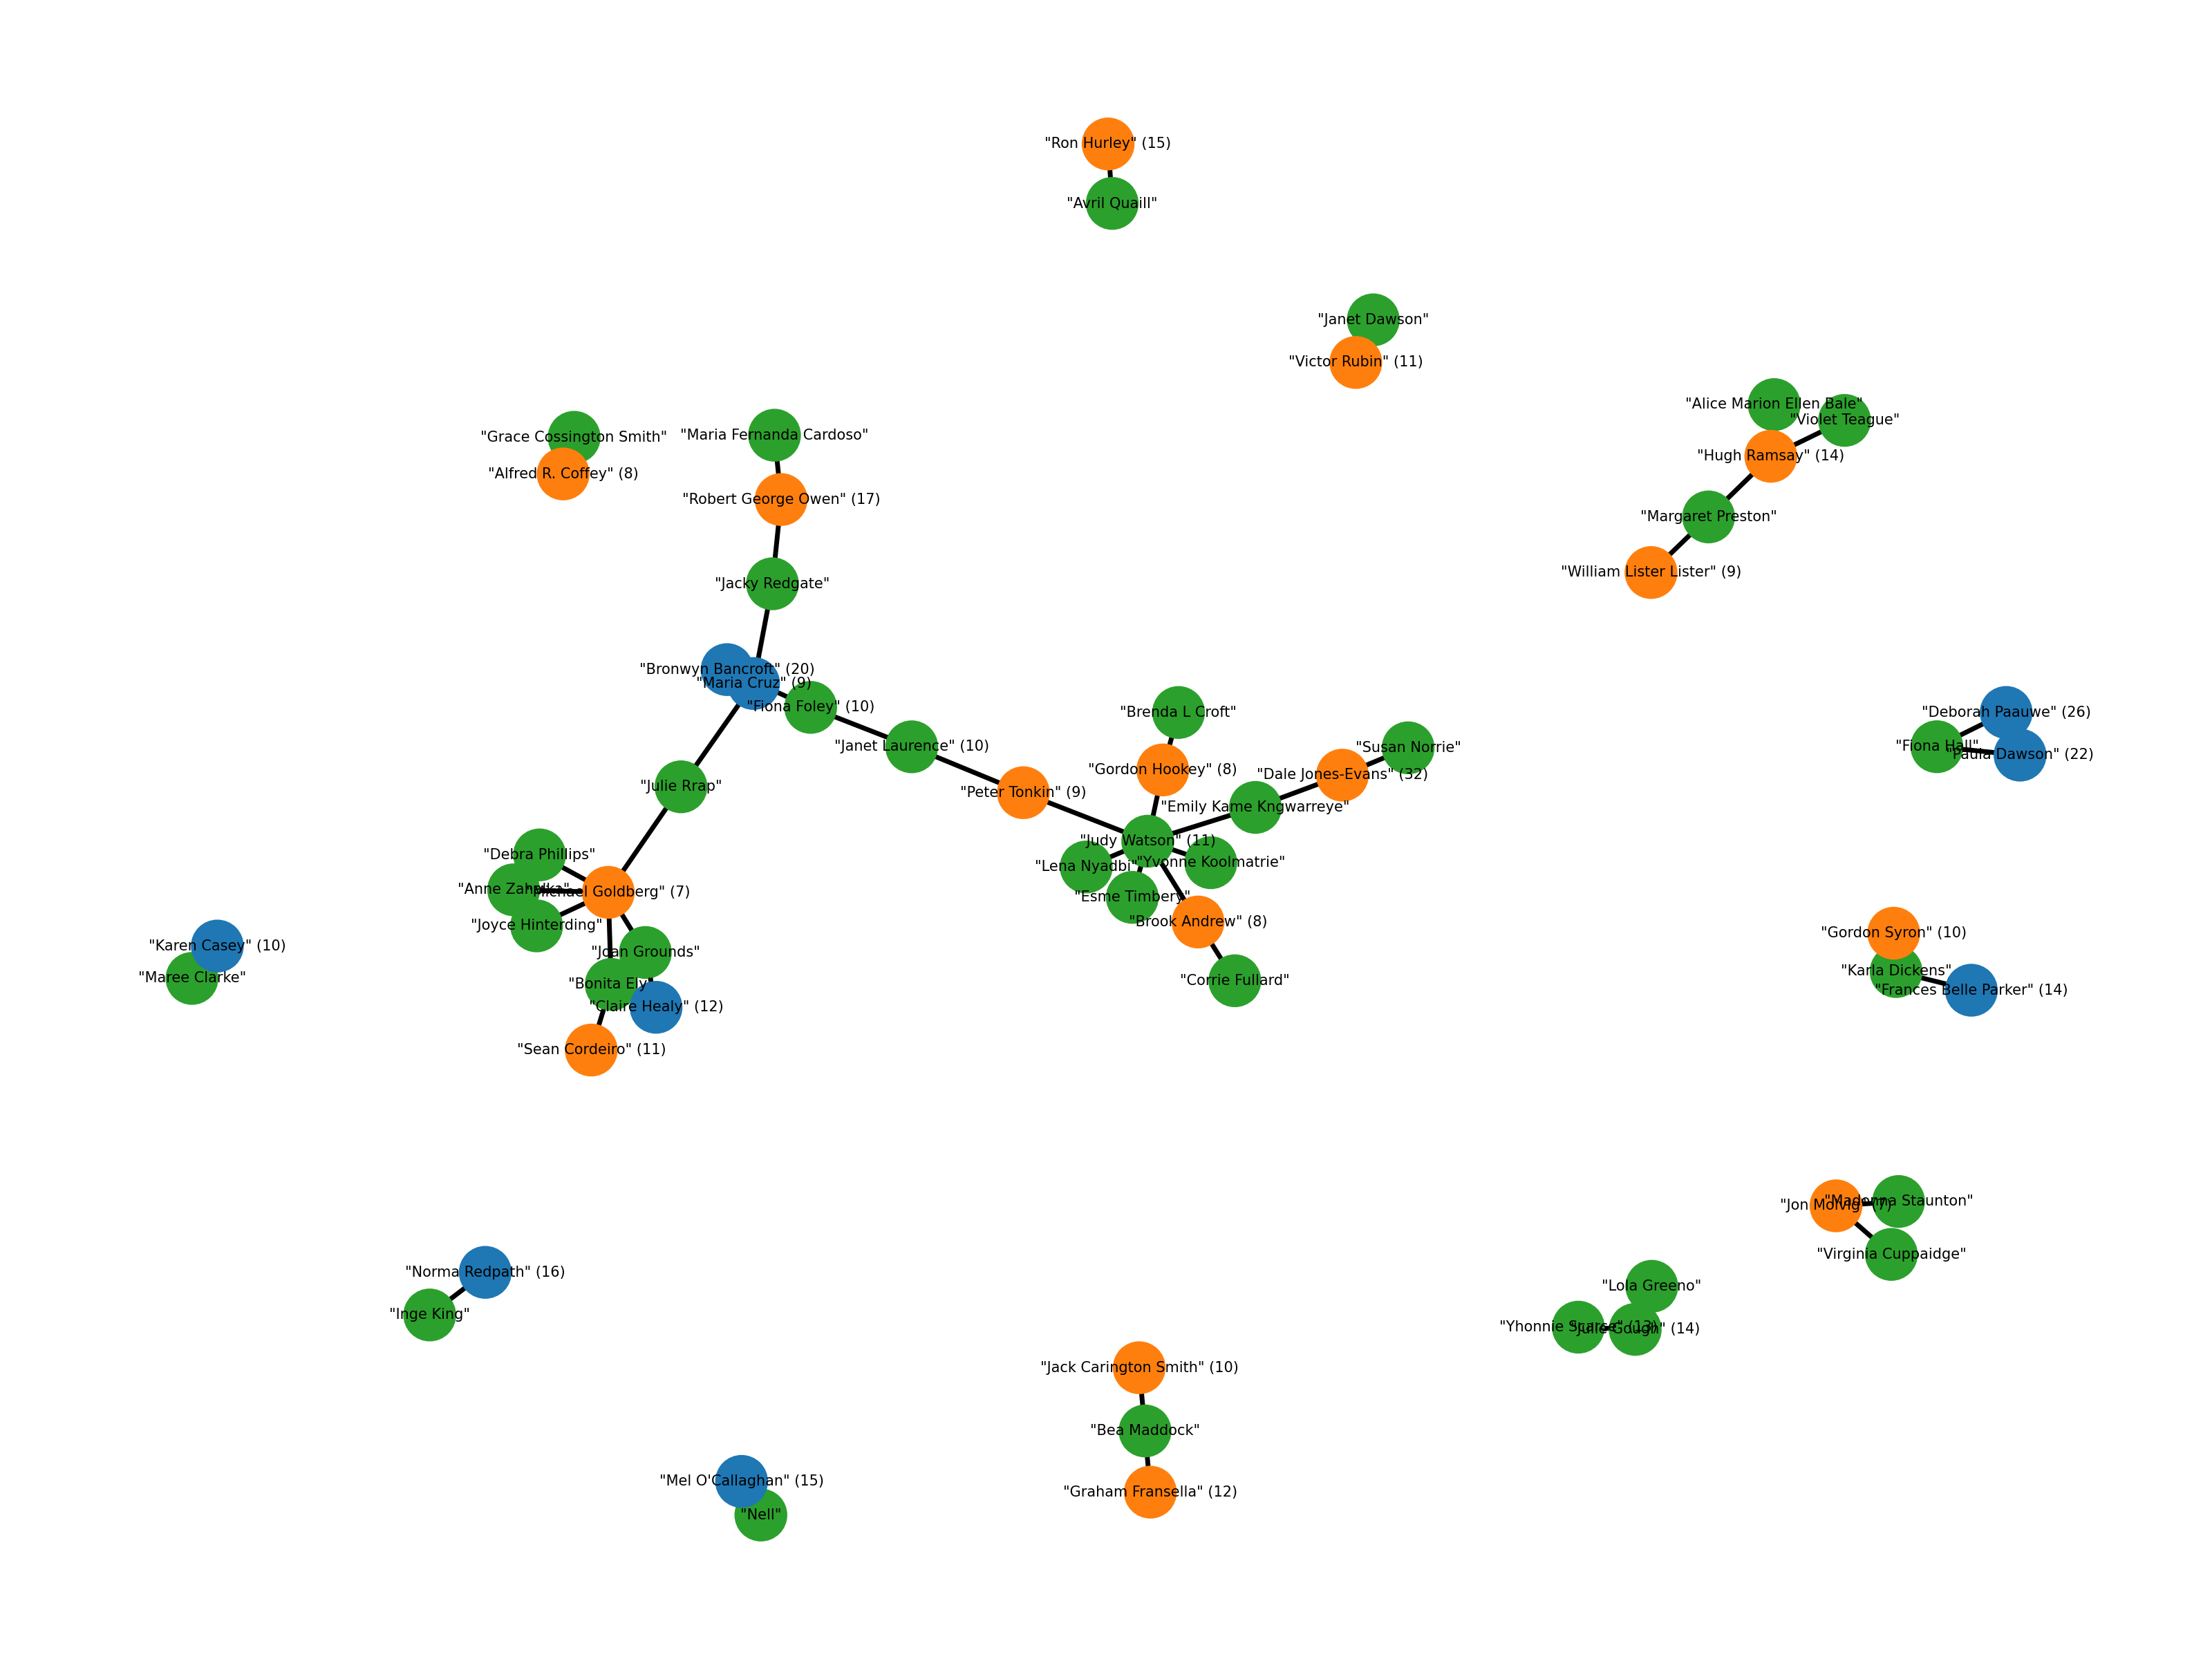 "Ron Hurley" (15)
"Avril Quaill"
"Janet Dawson"
"Victor Rubin" (11)
"Alice Marion Ellen Bale"
"Violet Teague"
"Grace Cossington Smith"
"Maria Fernanda Cardoso"
"Hugh Ramsay" (14)
"Alfred R. Coffey" (8)
"Robert George Owen" (17)
"Margaret Preston"
"William Lister Lister" (9)
"Jacky Redgate"
"Bronwyn Bancroft" (20)
"Maria Cruz" (9)
"Fiona Foley" (10)
"Brenda L Croft"
"Deborah Paauwe" (26)
"Janet Laurence" (10)
"Susan Norrie"
"Fiona Hall"
"Paula Dawson" (22)
"Gordon Hookey" (8)
"Dale Jones-Evans" (32)
"Julie Rrap"
"Peter Tonkin" (9)
"Emily Kame Kngwarreye"
"Judy Watson" (11)
"Debra Phillips"
"Lena Nyadbi"
"Yvonne Koolmatrie"
"Anne Zahalka"
"Michael Goldberg" (7)
"Esme Timbery"
"Joyce Hinterding"
"Brook Andrew" (8)
"Gordon Syron" (10)
"Karen Casey" (10)
"Joan Grounds"
"Maree Clarke"
"Karla Dickens"
"Bonita Ely"
"Corrie Fullard"
"Frances Belle Parker" (14)
"Claire Healy" (12)
"Sean Cordeiro" (11)
"Jon Molvig" (7)
"Madonna Staunton"
"Virginia Cuppaidge"
"Norma Redpath" (16)
"Lola Greeno"
"Inge King"
"Yhonnie Scarce" (13)
"Julie Gough" (14)
"Jack Carington Smith" (10)
"Bea Maddock"
"Mel O'Callaghan" (15)
"Graham Fransella" (12)
"Nell"